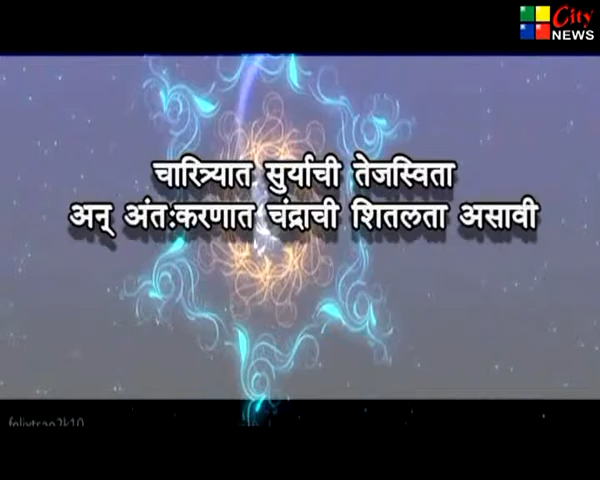 City
NEWS
चारित्र्यात सुर्याची तेजस्विता
अन् अंतःकरणात चंद्राची शितलता असावी